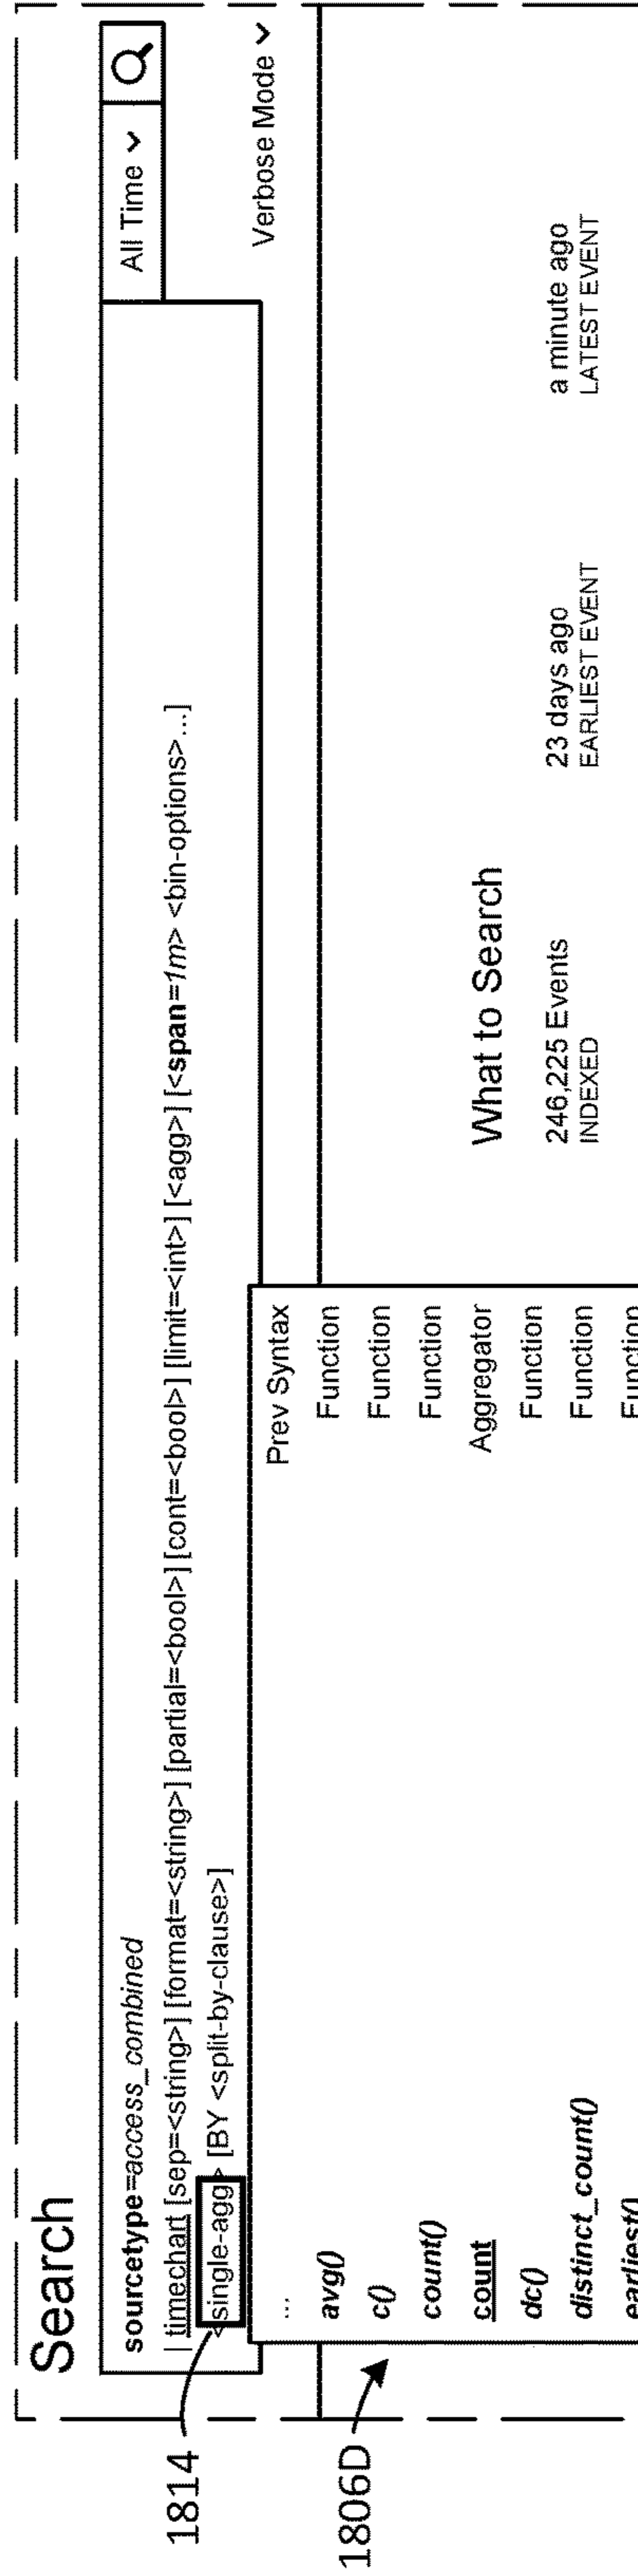 Search
sourcetype=access_combined
All Time
| timechart [sep=<string>] [format=<string>] [partial=<bool>] [cont=<bool>] [limit=<int>] [<agg>] [<span=1m> <bin-options>...]
<single-agg> [BY <split-by-clause>]
Verbose Mode
1814
1806D
... Prev Syntax
avg() Function
c() Function
count() Function
count Aggregator
dc() Function
distinct_count() Function
earliest() Function
What to Search
246,225 Events 23 days ago a minute ago
INDEXED EARLIEST EVENT LATEST EVENT